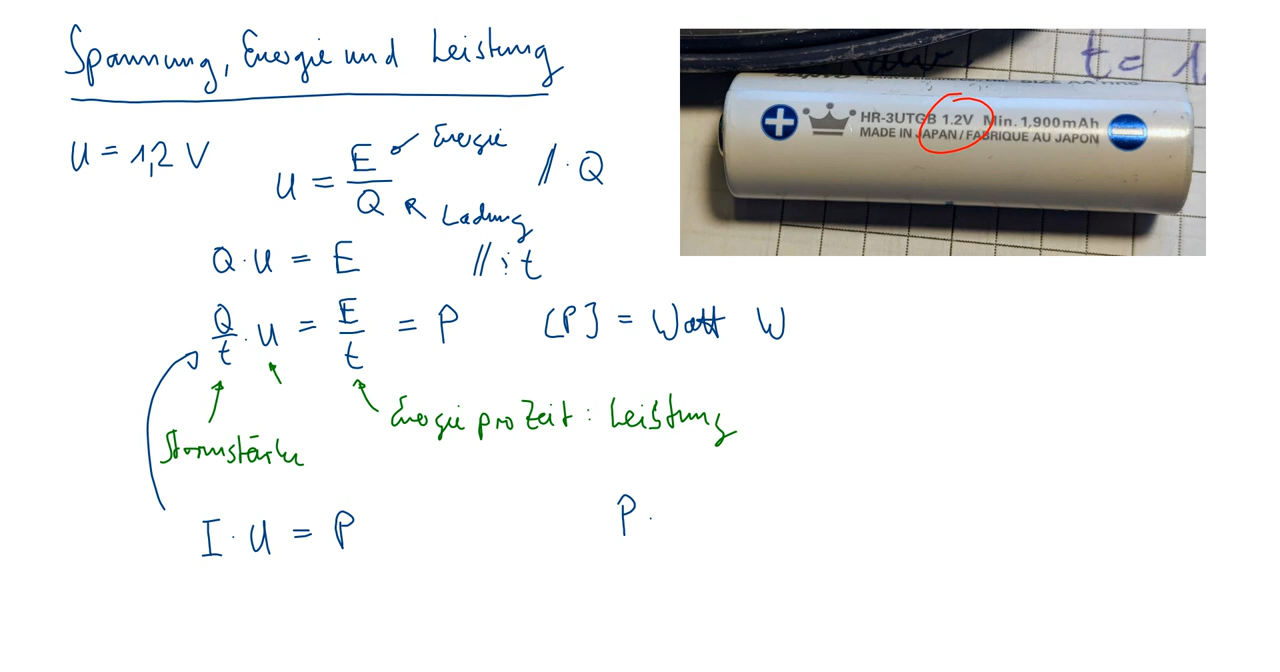 Spannung, Energie und Leistung
U = 1,2 V
U = E/Q
Energie
Ladung
// · Q
Q · U = E
// : t
Q/t · U = E/t = P
[P] = Watt W
Stromstärke
Energie pro Zeit : Leistung
I · U = P
P ·
t = 1
HR-3UTGB 1.2V Min. 1,900mAh
MADE IN JAPAN / FABRIQUE AU JAPON